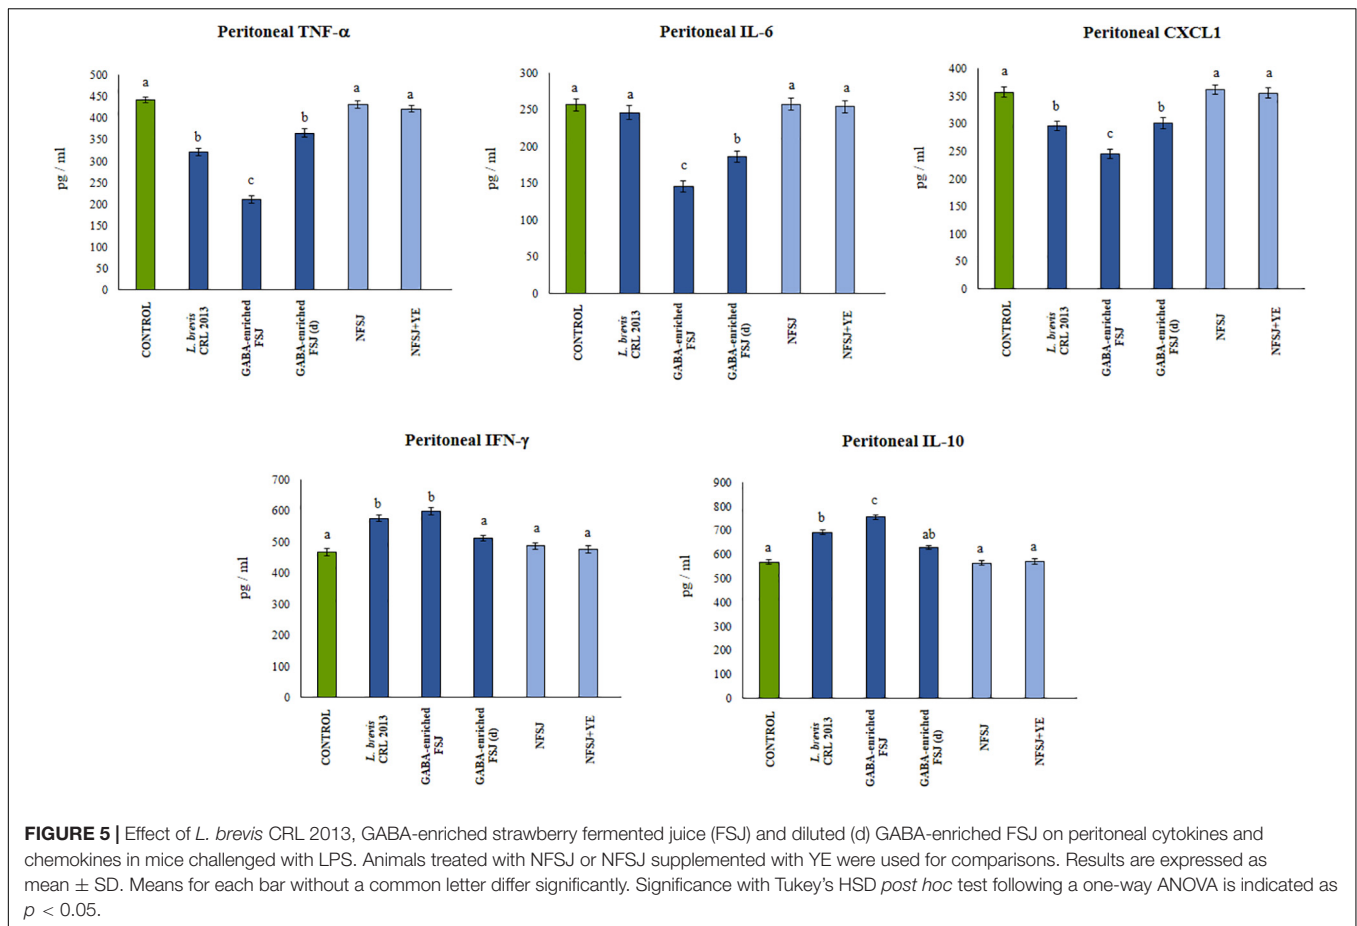 Peritoneal TNF-α
500
450
400
350
300
250
200
150
100
50
0
pg / ml
a
b
c
b
a
a
CONTROL
L. brevis
CRL 2013
GABA-enriched
FSJ
GABA-enriched
FSJ (d)
NFSJ
NFSJ+YE
Peritoneal IL-6
300
250
200
150
100
50
0
pg / ml
a
a
c
b
a
a
CONTROL
L. brevis
CRL 2013
GABA-enriched
FSJ
GABA-enriched
FSJ (d)
NFSJ
NFSJ+YE
Peritoneal CXCL1
400
350
300
250
200
150
100
50
0
pg / ml
a
b
c
b
a
a
CONTROL
L. brevis
CRL 2013
GABA-enriched
FSJ
GABA-enriched
FSJ (d)
NFSJ
NFSJ+YE
Peritoneal IFN-γ
700
600
500
400
300
200
100
0
pg / ml
a
b
b
a
a
a
CONTROL
L. brevis
CRL 2013
GABA-enriched
FSJ
GABA-enriched
FSJ (d)
NFSJ
NFSJ+YE
Peritoneal IL-10
900
800
700
600
500
400
300
200
100
0
pg / ml
a
b
c
ab
a
a
CONTROL
L. brevis
CRL 2013
GABA-enriched
FSJ
GABA-enriched
FSJ (d)
NFSJ
NFSJ+YE
FIGURE 5 | Effect of L. brevis CRL 2013, GABA-enriched strawberry fermented juice (FSJ) and diluted (d) GABA-enriched FSJ on peritoneal cytokines and
chemokines in mice challenged with LPS. Animals treated with NFSJ or NFSJ supplemented with YE were used for comparisons. Results are expressed as
mean ± SD. Means for each bar without a common letter differ significantly. Significance with Tukey's HSD post hoc test following a one-way ANOVA is indicated as
p < 0.05.